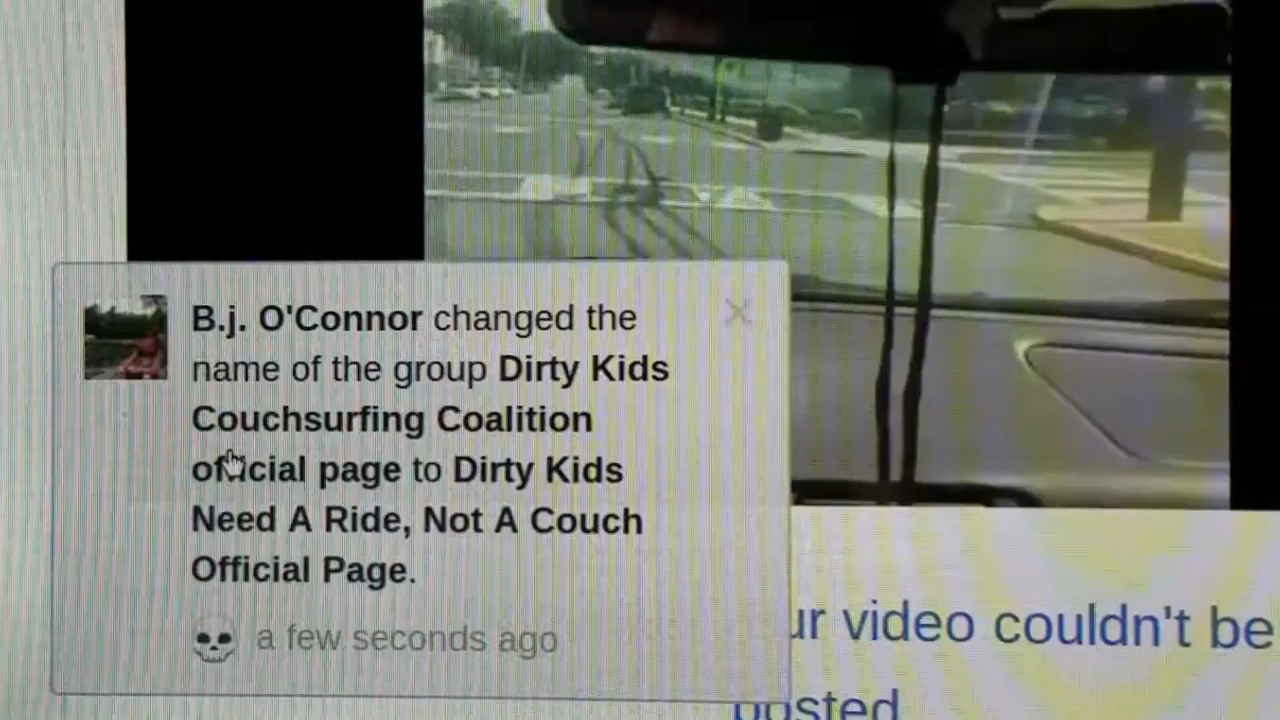 B.j. O'Connor changed the
name of the group Dirty Kids
Couchsurfing Coalition
official page to Dirty Kids
Need A Ride, Not A Couch
Official Page.
a few seconds ago
ur video couldn't be
posted